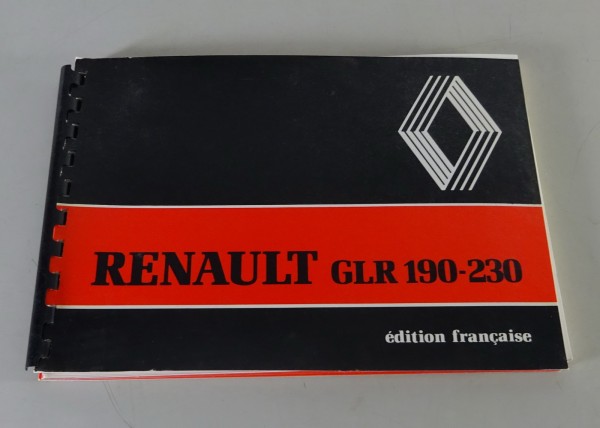 RENAULT GLR 190-230
édition française